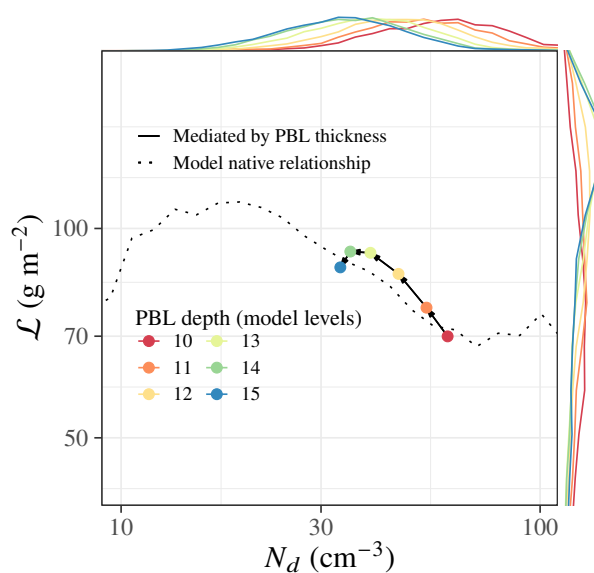 Mediated by PBL thickness
Model native relationship
100
70
50
ℒ (g m⁻²)
PBL depth (model levels)
10 13
11 14
12 15
10 30 100
N_d (cm⁻³)